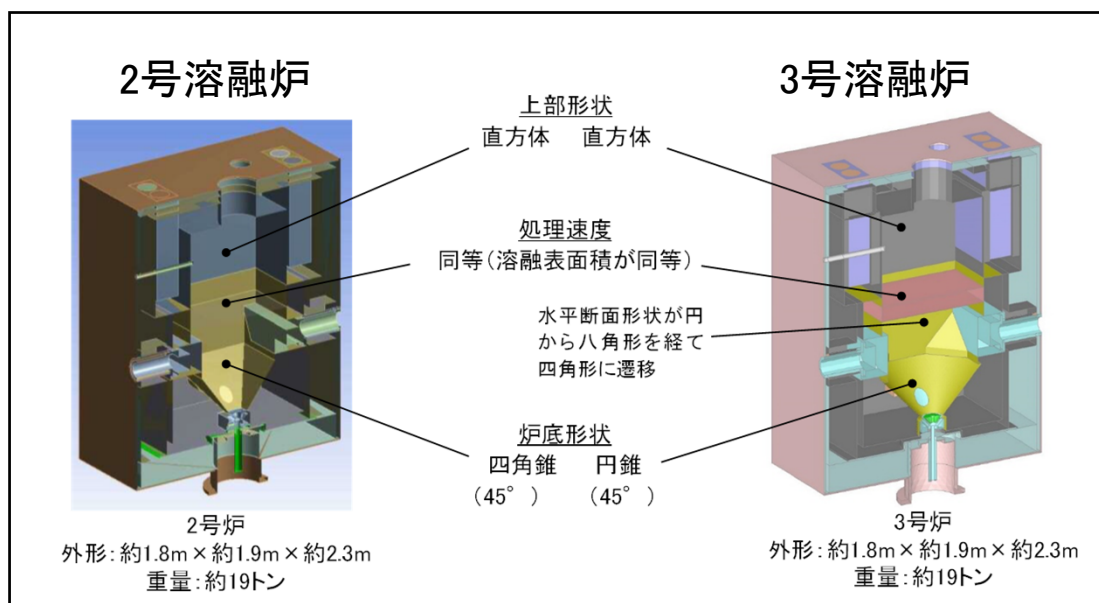 2号溶融炉
3号溶融炉
上部形状
直方体 直方体
処理速度
同等(溶融表面積が同等)
水平断面形状が円
から八角形を経て
四角形に遷移
炉底形状
四角錐 円錐
(45°) (45°)
2号炉
外形:約1.8m×約1.9m×約2.3m
重量:約19トン
3号炉
外形:約1.8m×約1.9m×約2.3m
重量:約19トン